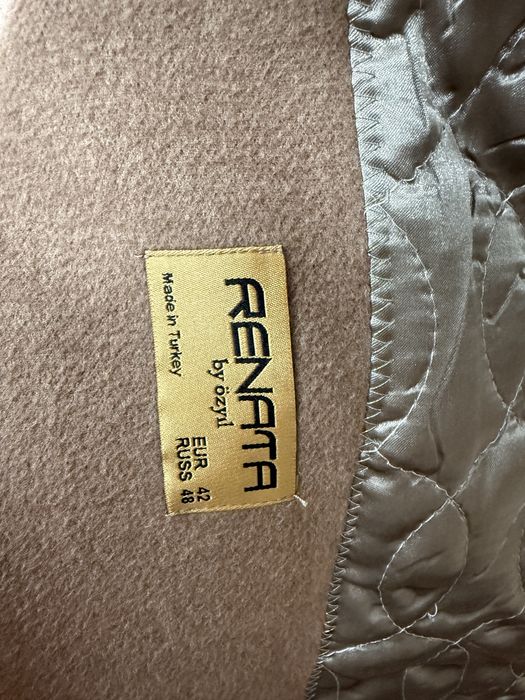 RENATA
by özyıl
EUR 42
RUSS 48
Made in Turkey